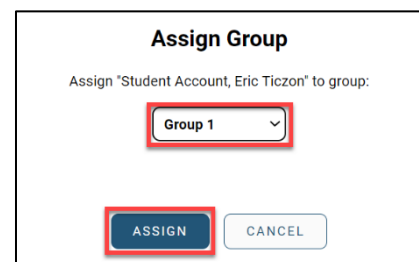 Assign Group
Assign "Student Account, Eric Ticzon" to group:
Group 1
ASSIGN CANCEL